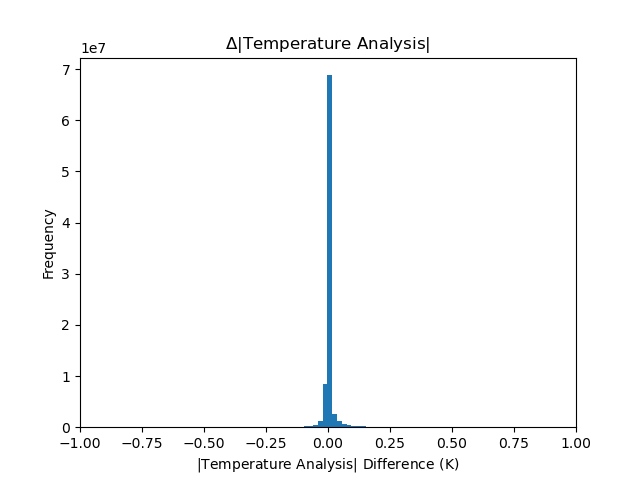 Δ|Temperature Analysis|
1e7
7
6
5
4
3
2
1
0
Frequency
−1.00 −0.75 −0.50 −0.25 0.00 0.25 0.50 0.75 1.00
|Temperature Analysis| Difference (K)